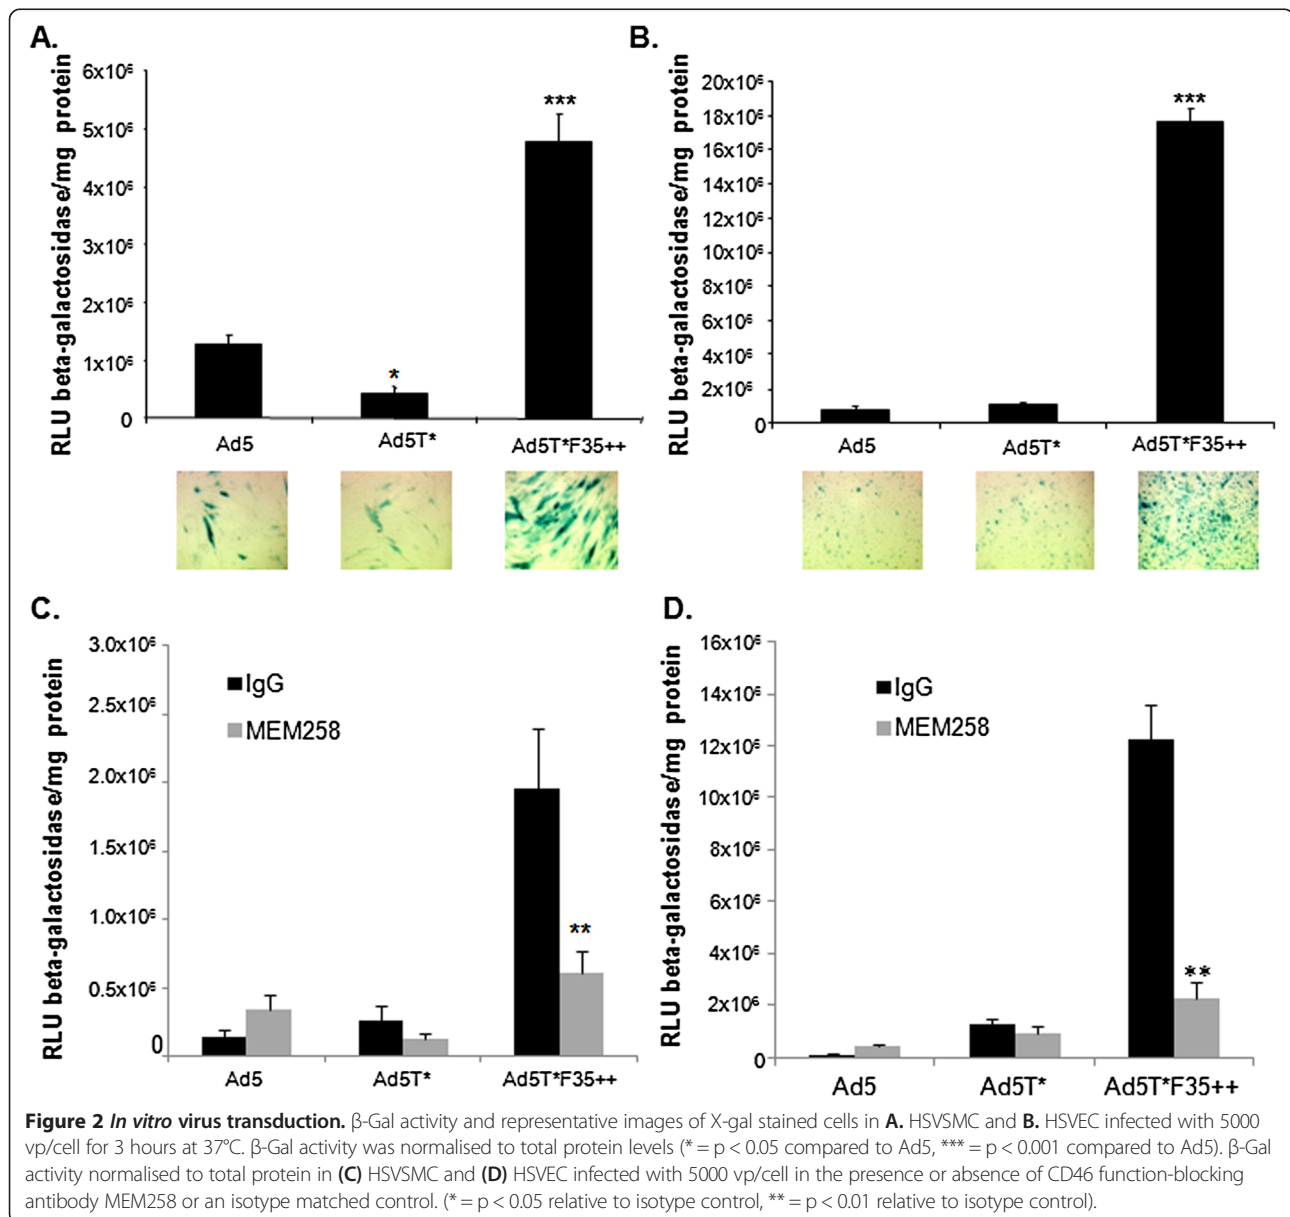 A.
RLU beta-galactosidase/mg protein
6x10⁶
5x10⁶
4x10⁶
3x10⁶
2x10⁶
1x10⁶
0
*
***
Ad5
Ad5T*
Ad5T*F35++
B.
RLU beta-galactosidase/mg protein
20x10⁶
18x10⁶
16x10⁶
14x10⁶
12x10⁶
10x10⁶
8x10⁶
6x10⁶
4x10⁶
2x10⁶
0
***
Ad5
Ad5T*
Ad5T*F35++
C.
RLU beta-galactosidase/mg protein
3.0x10⁶
2.5x10⁶
2.0x10⁶
1.5x10⁶
1.0x10⁶
0.5x10⁶
0
IgG
MEM258
**
Ad5
Ad5T*
Ad5T*F35++
D.
RLU beta-galactosidase/mg protein
16x10⁶
14x10⁶
12x10⁶
10x10⁶
8x10⁶
6x10⁶
4x10⁶
2x10⁶
0
IgG
MEM258
**
Ad5
Ad5T*
Ad5T*F35++
Figure 2 In vitro virus transduction. β-Gal activity and representative images of X-gal stained cells in A. HSVSMC and B. HSVEC infected with 5000
vp/cell for 3 hours at 37°C. β-Gal activity was normalised to total protein levels (* = p < 0.05 compared to Ad5, *** = p < 0.001 compared to Ad5). β-Gal
activity normalised to total protein in (C) HSVSMC and (D) HSVEC infected with 5000 vp/cell in the presence or absence of CD46 function-blocking
antibody MEM258 or an isotype matched control. (* = p < 0.05 relative to isotype control, ** = p < 0.01 relative to isotype control).